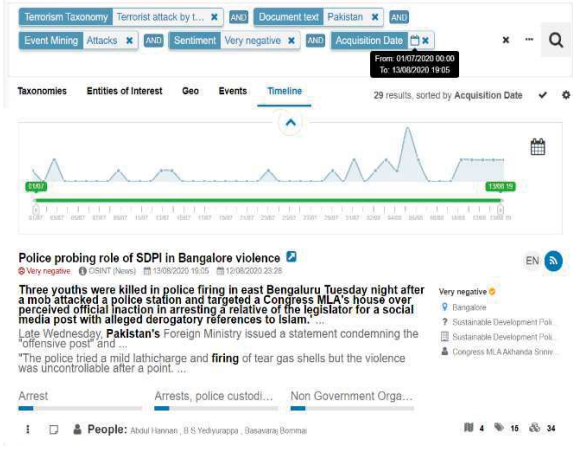 Terrorism Taxonomy Terrorist attack by t... × AND Document text Pakistan × AND
Event Mining Attacks × AND Sentiment Very negative × AND Acquisition Date × × ...
From: 01/07/2020 00:00
To: 13/08/2020 19:05
Taxonomies Entities of Interest Geo Events Timeline 29 results, sorted by Acquisition Date
01/07 13/08 19
Police probing role of SDPI in Bangalore violence EN
Very negative OSINT (News) 13/08/2020 19:05 12/08/2020 23:28
Three youths were killed in police firing in east Bengaluru Tuesday night after
a mob attacked a police station and targeted a Congress MLA's house over
perceived official inaction in arresting a relative of the legislator for a social
media post with alleged derogatory references to Islam.' ...
Late Wednesday, Pakistan's Foreign Ministry issued a statement condemning the
"offensive post" and ...
"The police tried a mild lathicharge and firing of tear gas shells but the violence
was uncontrollable after a point. ...
Very negative
Bangalore
? Sustainable Development Poli...
Sustainable Development Poli...
Congress MLA Akhanda Sriniv...
Arrest Arrests, police custodi... Non Government Orga...
People: Abdul Hannan , B S Yediyurappa , Basavaraj Bommai 4 15 34